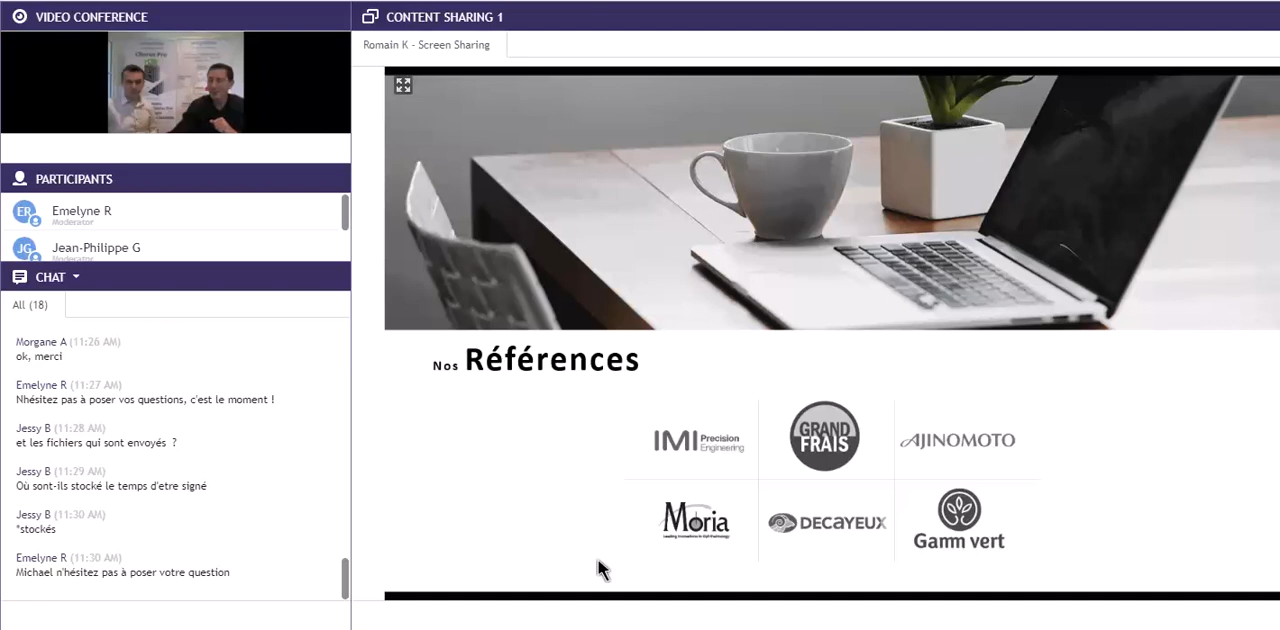 VIDEO CONFERENCE
PARTICIPANTS
ER
Emelyne R
Moderator
JG
Jean-Philippe G
Moderator
CHAT
All (18)
Morgane A (11:26 AM)
ok, merci
Emelyne R (11:27 AM)
Nhésitez pas à poser vos questions, c'est le moment !
Jessy B (11:28 AM)
et les fichiers qui sont envoyés ?
Jessy B (11:29 AM)
Où sont-ils stocké le temps d'etre signé
Jessy B (11:30 AM)
*stockés
Emelyne R (11:30 AM)
Michael n'hésitez pas à poser votre question
CONTENT SHARING 1
Romain K - Screen Sharing
Nos Références
IMI Precision
Engineering
GRAND
FRAIS
AJINOMOTO
Moria
DECAYEUX
Gamm vert